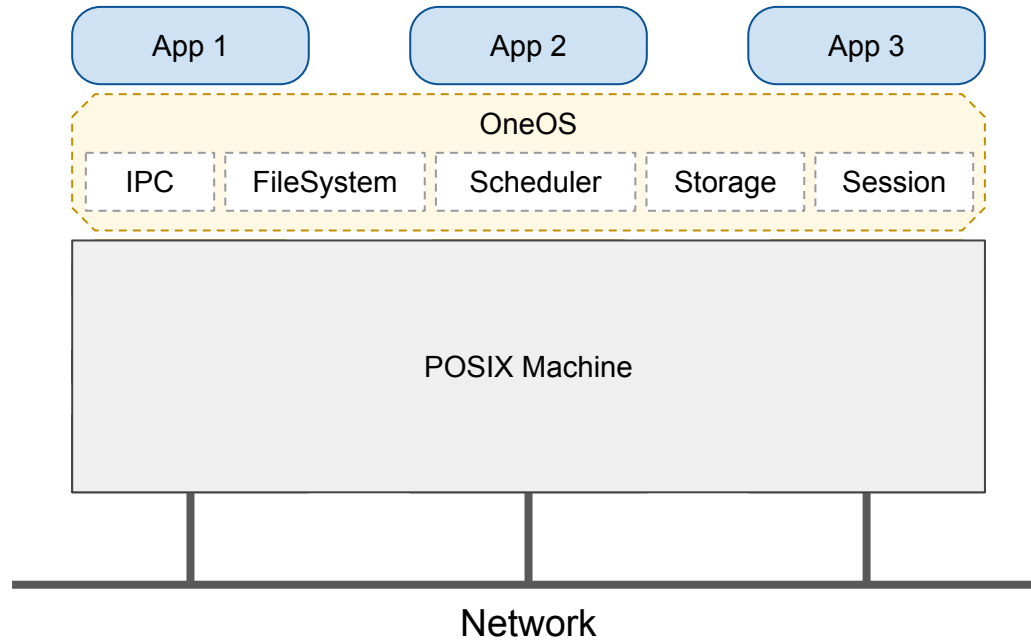 App 1
App 2
App 3
OneOS
IPC
FileSystem
Scheduler
Storage
Session
POSIX Machine
Network